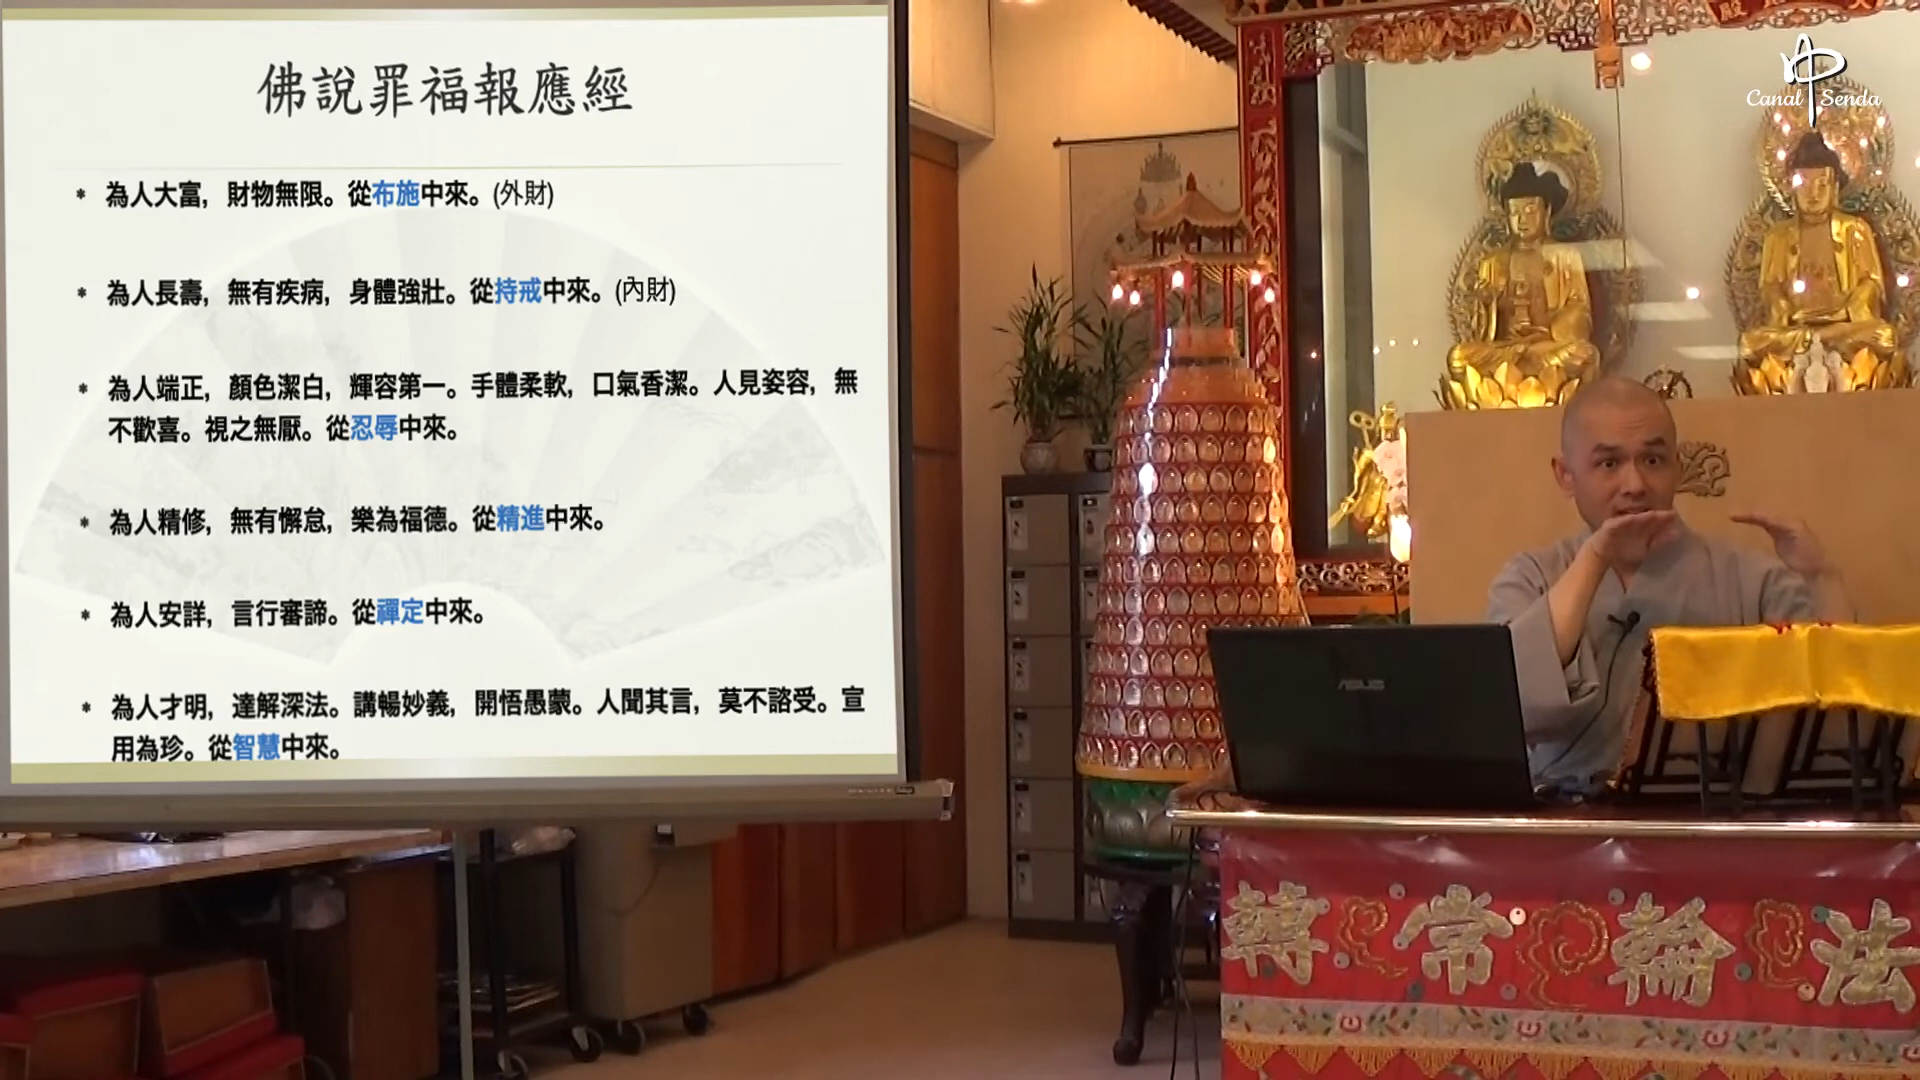 佛說罪福報應經
* 為人大富，財物無限。從布施中來。(外財)
* 為人長壽，無有疾病，身體強壯。從持戒中來。(內財)
* 為人端正，顏色潔白，輝容第一。手體柔軟，口氣香潔。人見姿容，無
不歡喜。視之無厭。從忍辱中來。
* 為人精修，無有懈怠，樂為福德。從精進中來。
* 為人安詳，言行審諦。從禪定中來。
* 為人才明，達解深法。講暢妙義，開悟愚蒙。人聞其言，莫不諮受。宣
用為珍。從智慧中來。
Canal Senda
ASUS
轉常輪法